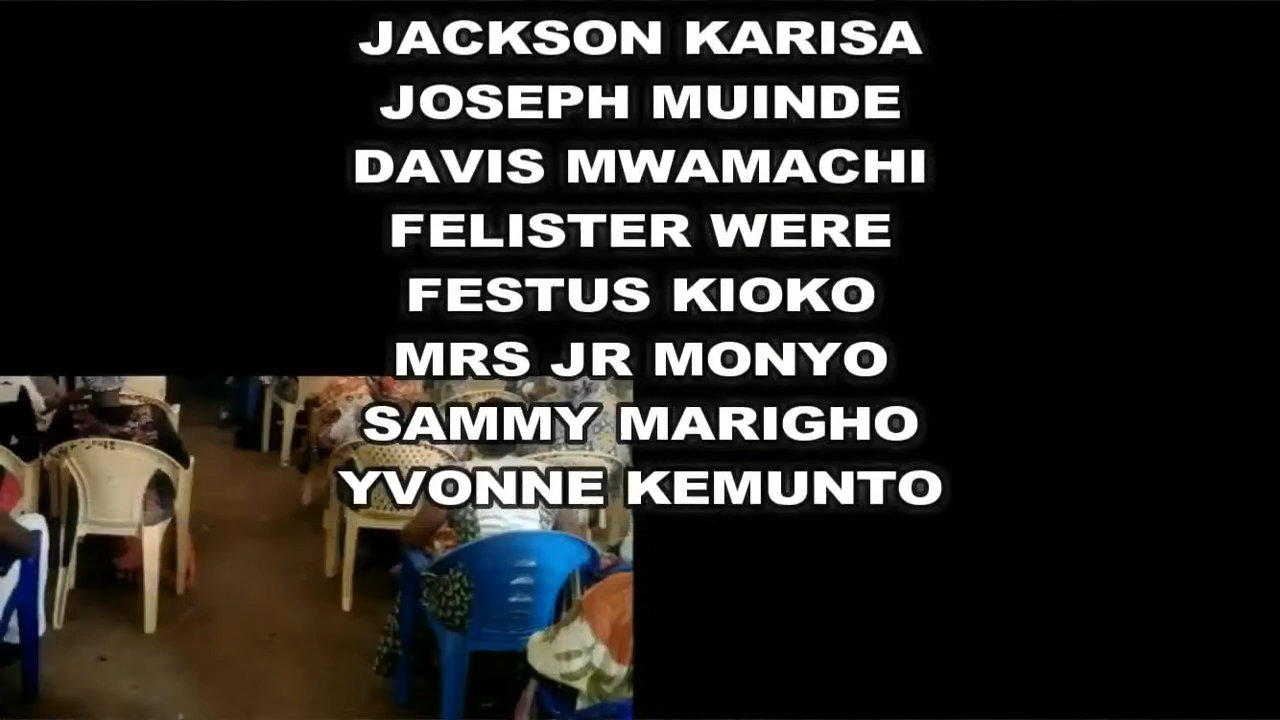 JACKSON KARISA
JOSEPH MUINDE
DAVIS MWAMACHI
FELISTER WERE
FESTUS KIOKO
MRS JR MONYO
SAMMY MARIGHO
YVONNE KEMUNTO